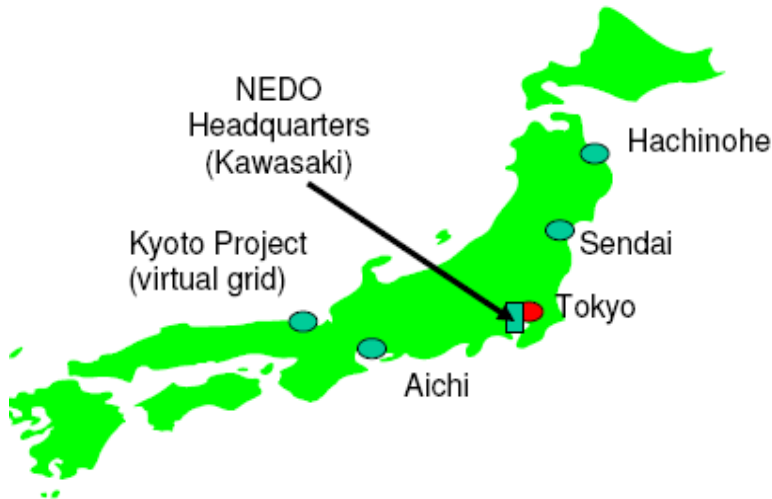 NEDO
Headquarters
(Kawasaki)
Hachinohe
Kyoto Project
(virtual grid)
Sendai
Tokyo
Aichi